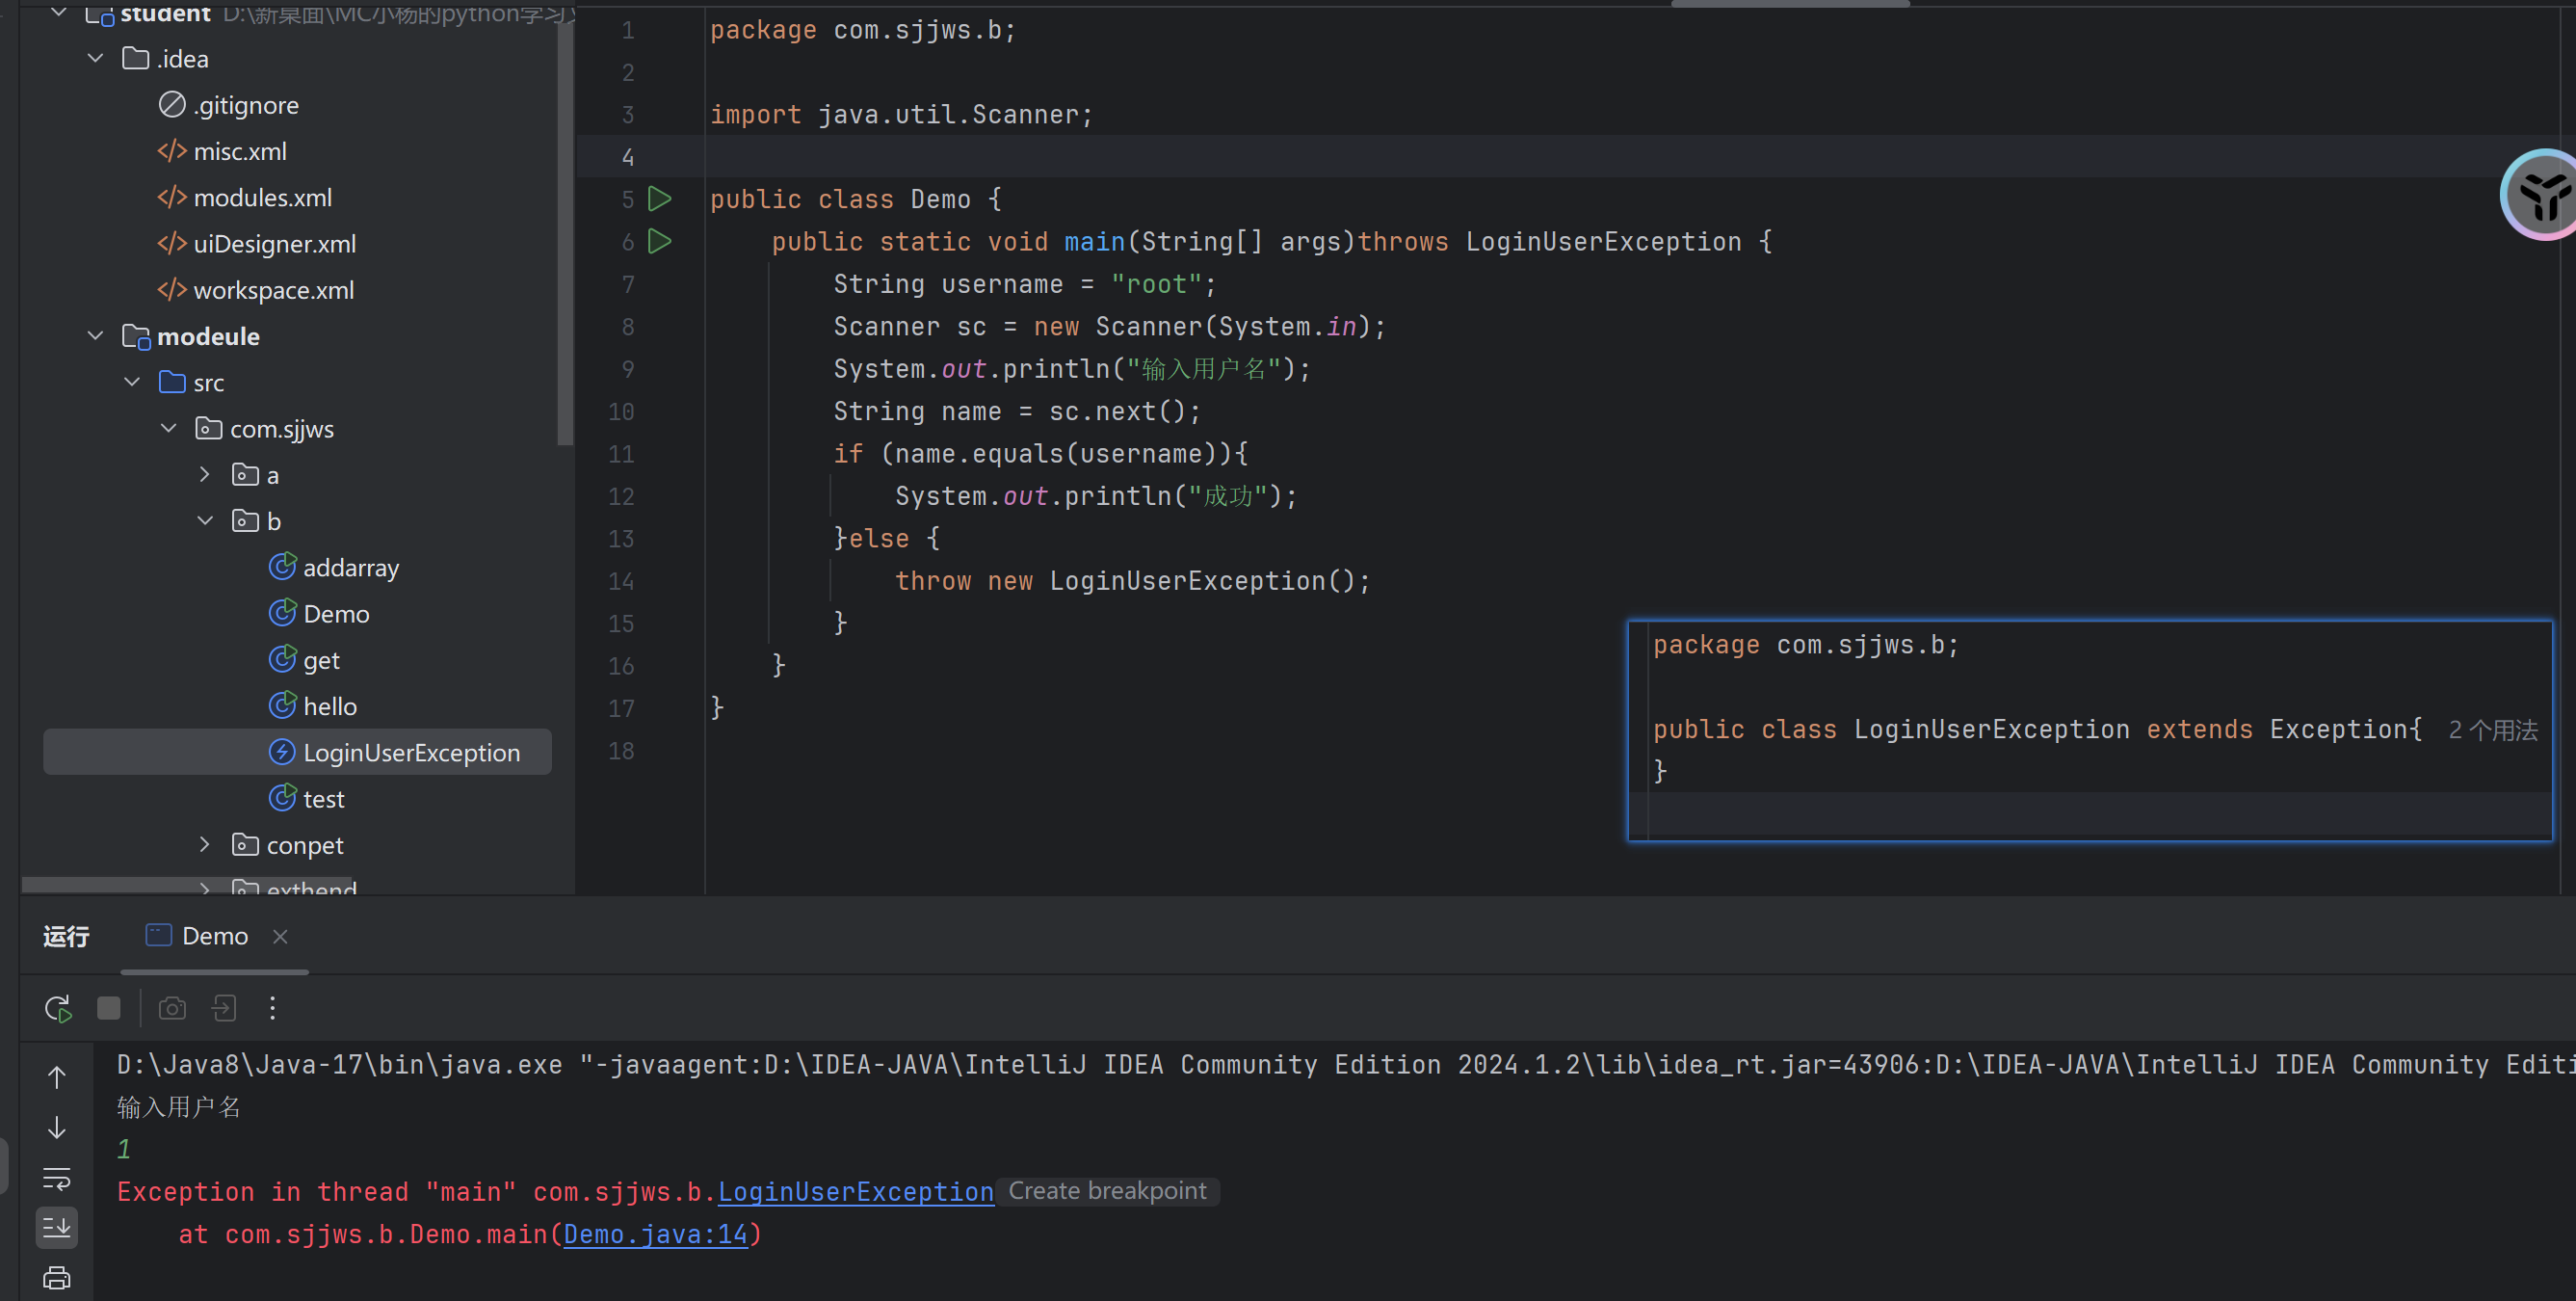 student D:\新桌面\MC小杨的python学习
.idea
.gitignore
misc.xml
modules.xml
uiDesigner.xml
workspace.xml
modeule
src
com.sjjws
a
b
addarray
Demo
get
hello
LoginUserException
test
conpet
exthend
1 package com.sjjws.b;
2
3 import java.util.Scanner;
4
5 public class Demo {
6 public static void main(String[] args)throws LoginUserException {
7 String username = "root";
8 Scanner sc = new Scanner(System.in);
9 System.out.println("输入用户名");
10 String name = sc.next();
11 if (name.equals(username)){
12 System.out.println("成功");
13 }else {
14 throw new LoginUserException();
15 }
16 }
17 }
18
package com.sjjws.b;
public class LoginUserException extends Exception{ 2 个用法
}
运行 Demo
D:\Java8\Java-17\bin\java.exe "-javaagent:D:\IDEA-JAVA\IntelliJ IDEA Community Edition 2024.1.2\lib\idea_rt.jar=43906:D:\IDEA-JAVA\IntelliJ IDEA Community Editi
输入用户名
1
Exception in thread "main" com.sjjws.b.LoginUserException Create breakpoint
at com.sjjws.b.Demo.main(Demo.java:14)